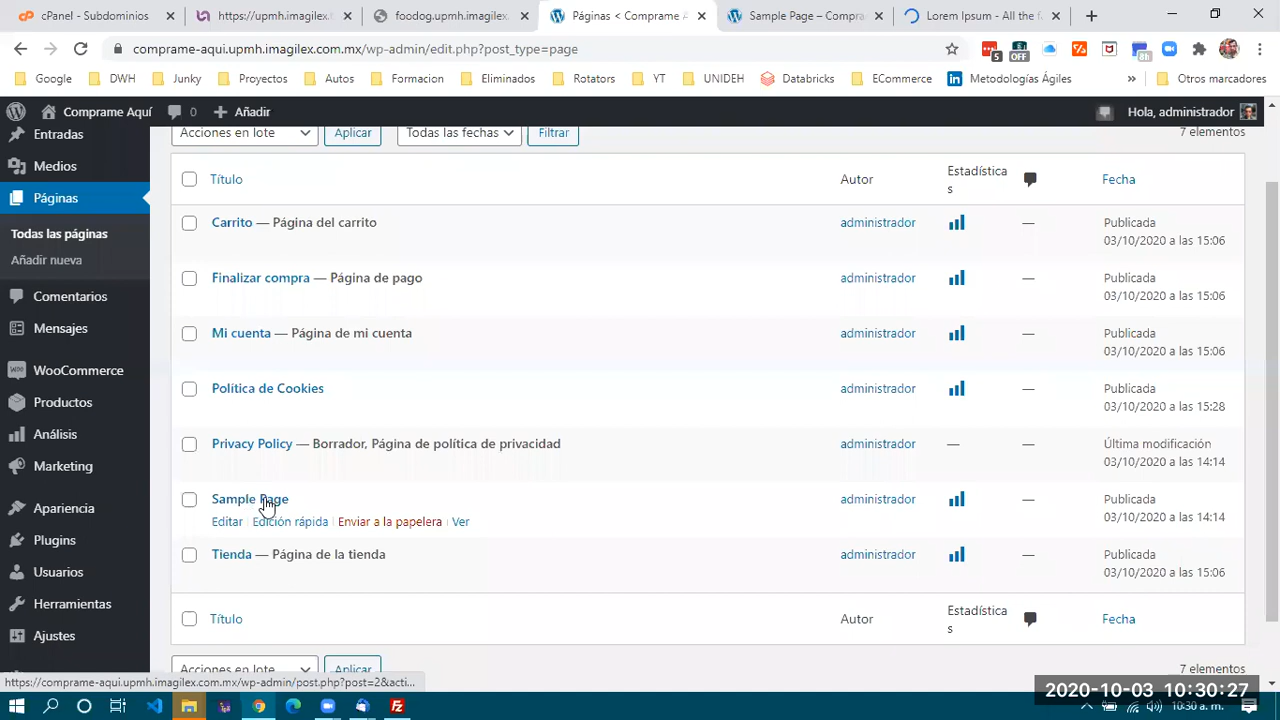 cPanel - Subdominios
https://upmh.imagilex.com.mx/
foodog.upmh.imagilex.com.mx
Páginas < Comprame A
Sample Page – Compra
Lorem Ipsum - All the f
comprame-aqui.upmh.imagilex.com.mx/wp-admin/edit.php?post_type=page
5
OFF
8h
Google
DWH
Junky
Proyectos
Autos
Formacion
Eliminados
Rotators
YT
UNIDEH
Databricks
ECommerce
Metodologías Ágiles
»
Otros marcadores
Comprame Aquí
0
Añadir
Hola, administrador
Entradas
Medios
Páginas
Todas las páginas
Añadir nueva
Comentarios
Mensajes
WooCommerce
Productos
Análisis
Marketing
Apariencia
Plugins
Usuarios
Herramientas
Ajustes
Acciones en lote
Aplicar
Todas las fechas
Filtrar
7 elementos
Título
Autor
Estadística
s
Fecha
Carrito — Página del carrito
administrador
—
Publicada
03/10/2020 a las 15:06
Finalizar compra — Página de pago
administrador
—
Publicada
03/10/2020 a las 15:06
Mi cuenta — Página de mi cuenta
administrador
—
Publicada
03/10/2020 a las 15:06
Política de Cookies
administrador
—
Publicada
03/10/2020 a las 15:28
Privacy Policy — Borrador, Página de política de privacidad
administrador
—
—
Última modificación
03/10/2020 a las 14:14
Sample Page
Editar | Edición rápida | Enviar a la papelera | Ver
administrador
—
Publicada
03/10/2020 a las 14:14
Tienda — Página de la tienda
administrador
—
Publicada
03/10/2020 a las 15:06
Título
Autor
Estadística
s
Fecha
Acciones en lote
Aplicar
7 elementos
https://comprame-aqui.upmh.imagilex.com.mx/wp-admin/post.php?post=2&acti...
2020-10-03 10:30:27
10:30 a. m.